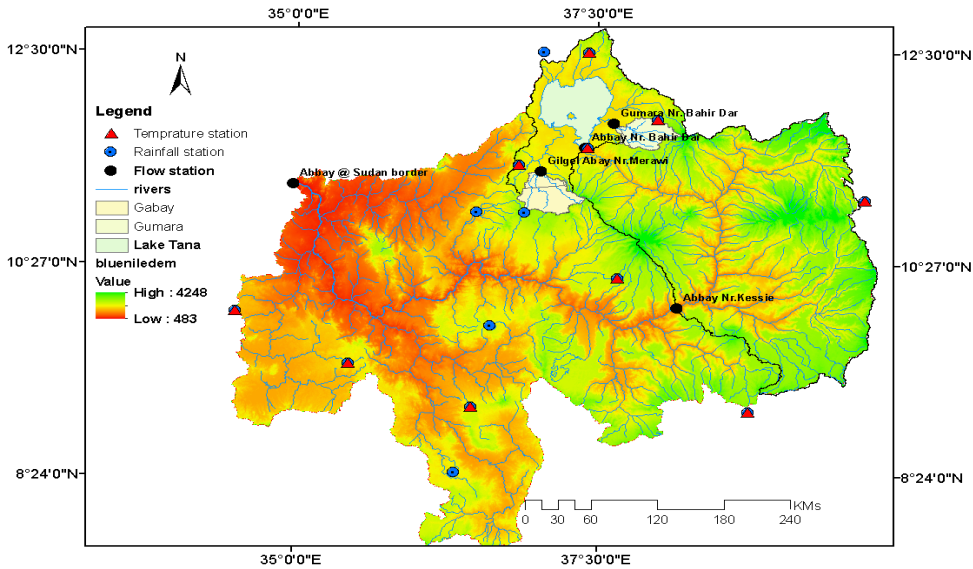 35°0'0"E 37°30'0"E
12°30'0"N 12°30'0"N
N
Legend
Temprature station
Rainfall station
Flow station
rivers
Gabay
Gumara
Lake Tana
blueniledem
Value
High : 4248
Low : 483
Gumara Nr. Bahir Dar
Abbay Nr. Bahir Dar
Gilgel Abay Nr.Merawi
Abbay @ Sudan border
10°27'0"N 10°27'0"N
Abbay Nr.Kessie
8°24'0"N 8°24'0"N
KMs
0 30 60 120 180 240
35°0'0"E 37°30'0"E